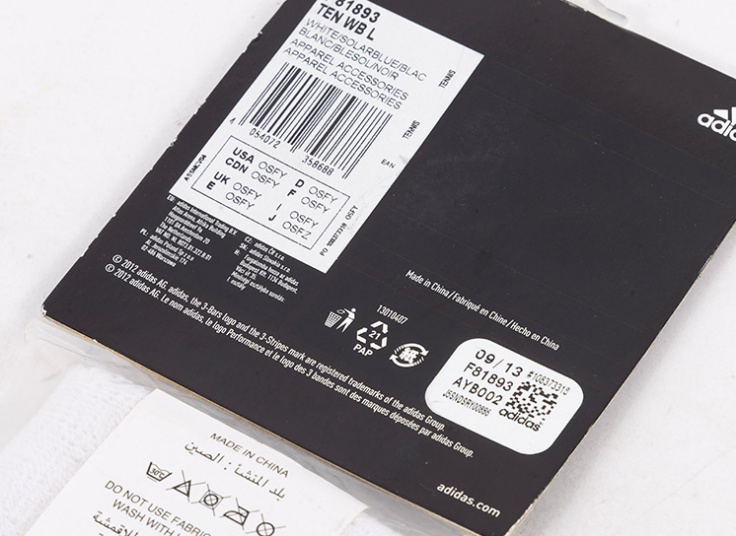 81893
TEN WB L
WHITE/SOLARBLUE/BLAC
BLANC/BLESOL/NOIR
APPAREL ACCESSORIES
APPAREL ACCESSORIES
TENNIS
TENNIS
4 054072 358688
EAN
USA OSFY
CDN OSFY
UK OSFY
E OSFY
D OSFY
F OSFY
I OSFY
J OSFZ
adidas
© 2012 adidas AG. adidas, the 3-Bars logo and the 3-Stripes mark are registered trademarks of the adidas Group.
© 2012 adidas AG. Le nom adidas, le logo Performance et le logo des 3 bandes sont des marques déposées par adidas Group.
Made in China / Fabriqué en Chine / Hecho en China
13010407
21
PAP
紙
09/13
F81893
AYB002
adidas
adidas.com
MADE IN CHINA
بلد المنشأ : الصين
30°C
DO NOT USE FABRIC
WASH WITH L